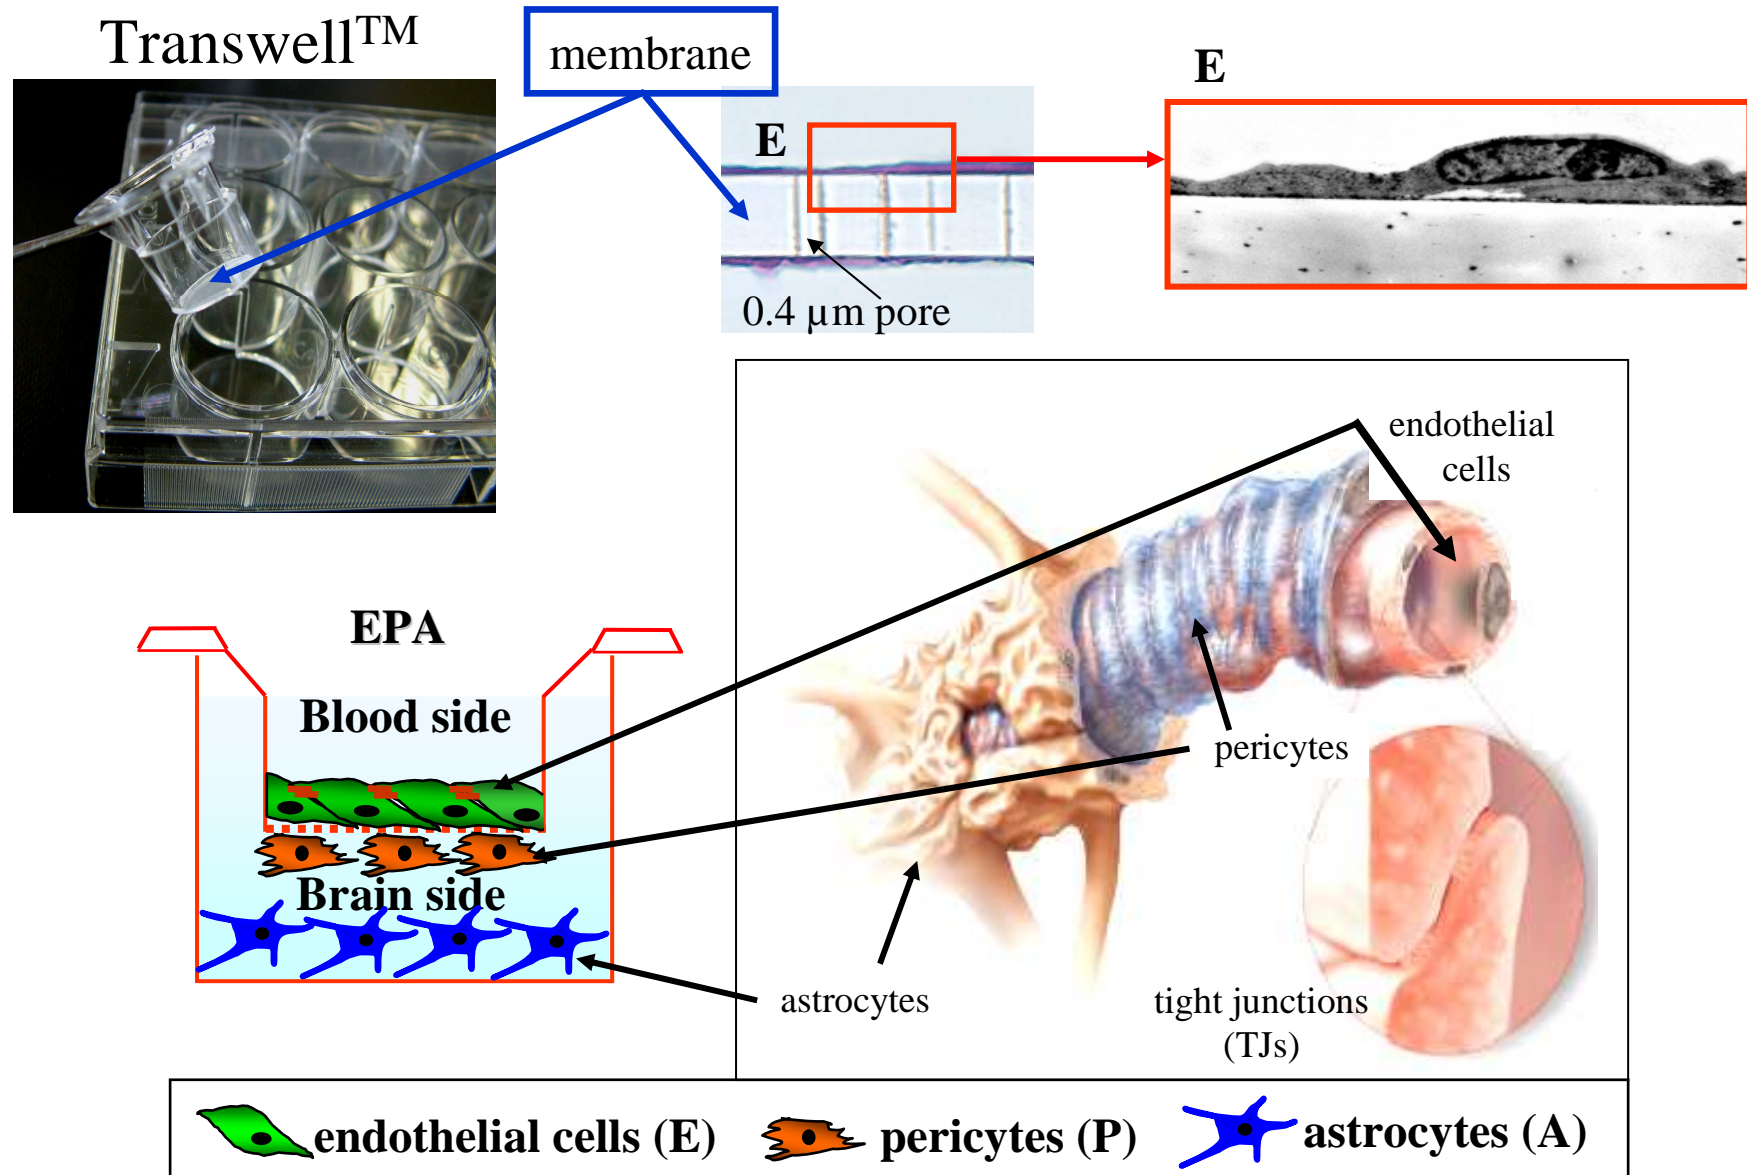 Transwell™
membrane
E
E
0.4 µm pore
endothelial
cells
EPA
Blood side
pericytes
Brain side
astrocytes
tight junctions
(TJs)
endothelial cells (E)
pericytes (P)
astrocytes (A)